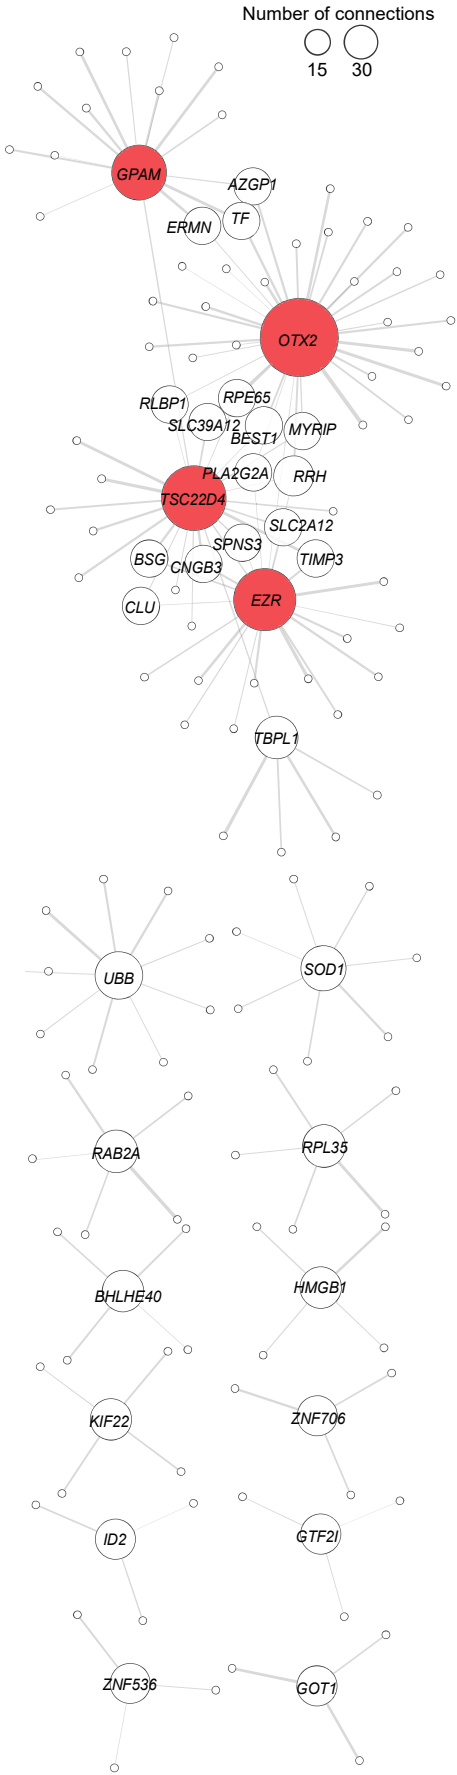 Number of connections
15 30
GPAM
AZGP1
TF
ERMN
OTX2
RPE65
RLBP1
SLC39A12
MYRIP
BEST1
PLA2G2A
RRH
TSC22D4
SLC2A12
SPNS3
BSG
TIMP3
CNGB3
EZR
CLU
TBPL1
UBB
SOD1
RAB2A
RPL35
BHLHE40
HMGB1
KIF22
ZNF706
ID2
GTF2I
ZNF536
GOT1